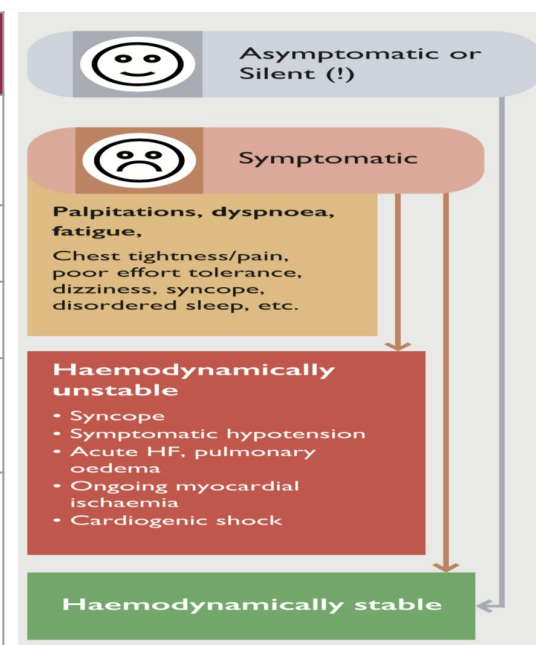 Asymptomatic or
Silent (!)
Symptomatic
Palpitations, dyspnoea,
fatigue,
Chest tightness/pain,
poor effort tolerance,
dizziness, syncope,
disordered sleep, etc.
Haemodynamically
unstable
• Syncope
• Symptomatic hypotension
• Acute HF, pulmonary
oedema
• Ongoing myocardial
ischaemia
• Cardiogenic shock
Haemodynamically stable